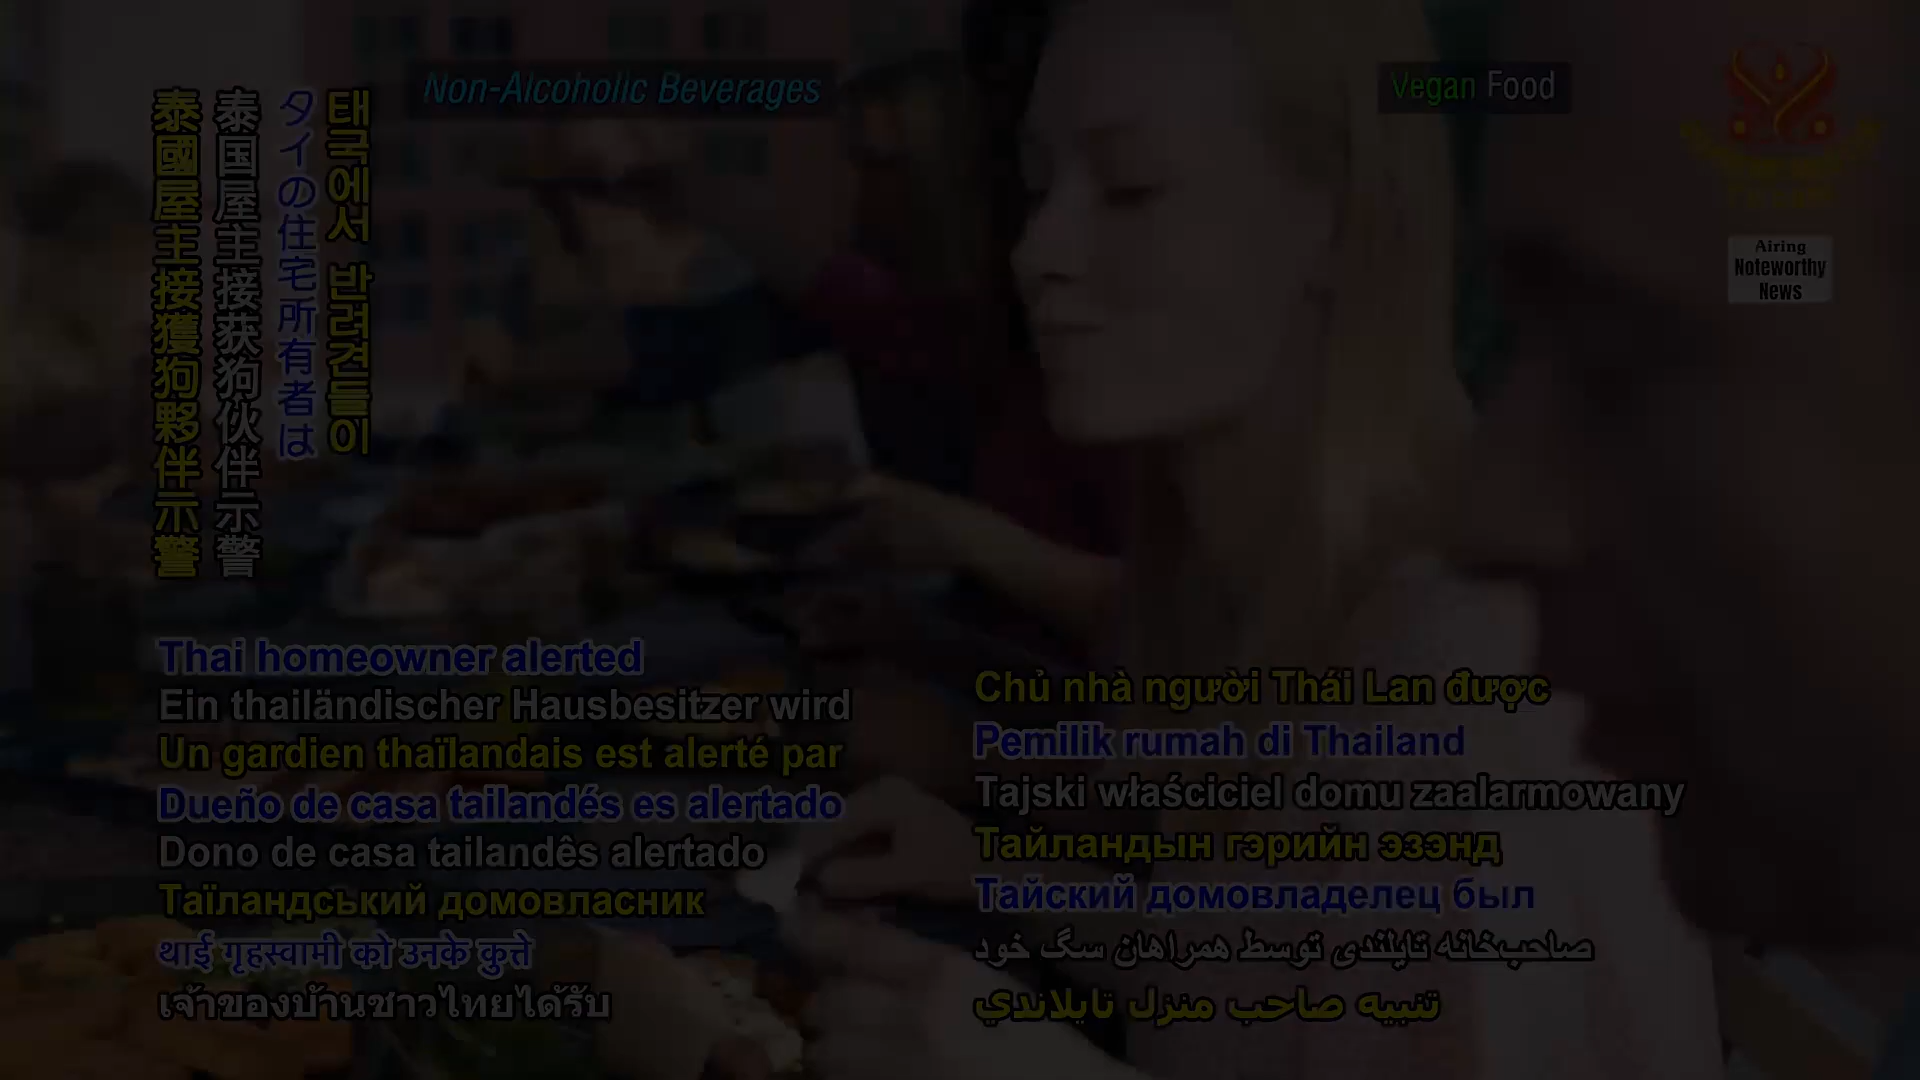 Non-Alcoholic Beverages
Vegan Food
Airing
Noteworthy
News
泰國屋主接獲狗夥伴示警
泰国屋主接获狗伙伴示警
タイの住宅所有者は
태국에서 반려견들이
Thai homeowner alerted
Ein thailändischer Hausbesitzer wird
Un gardien thaïlandais est alerté par
Dueño de casa tailandés es alertado
Dono de casa tailandês alertado
Таїландський домовласник
थाई गृहस्वामी को उनके कुत्ते
เจ้าของบ้านชาวไทยได้รับ
Chủ nhà người Thái Lan được
Pemilik rumah di Thailand
Tajski właściciel domu zaalarmowany
Тайландын гэрийн эзэнд
Тайский домовладелец был
صاحب‌خانه تایلندی توسط همراهان سگ خود
تنبيه صاحب منزل تايلاندي